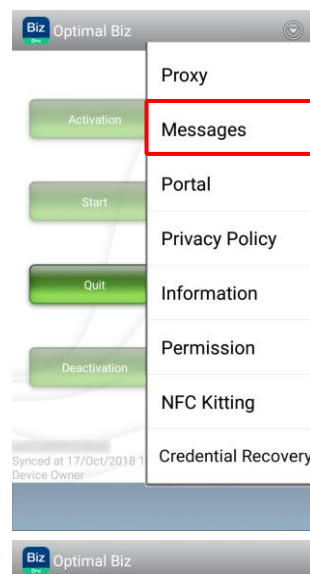 Biz Optimal Biz
Proxy
Activation
Messages
Portal
Start
Privacy Policy
Quit
Information
Permission
Deactivation
NFC Kitting
Credential Recovery
Synced at 17/Oct/2018 1
Device Owner
Biz Optimal Biz